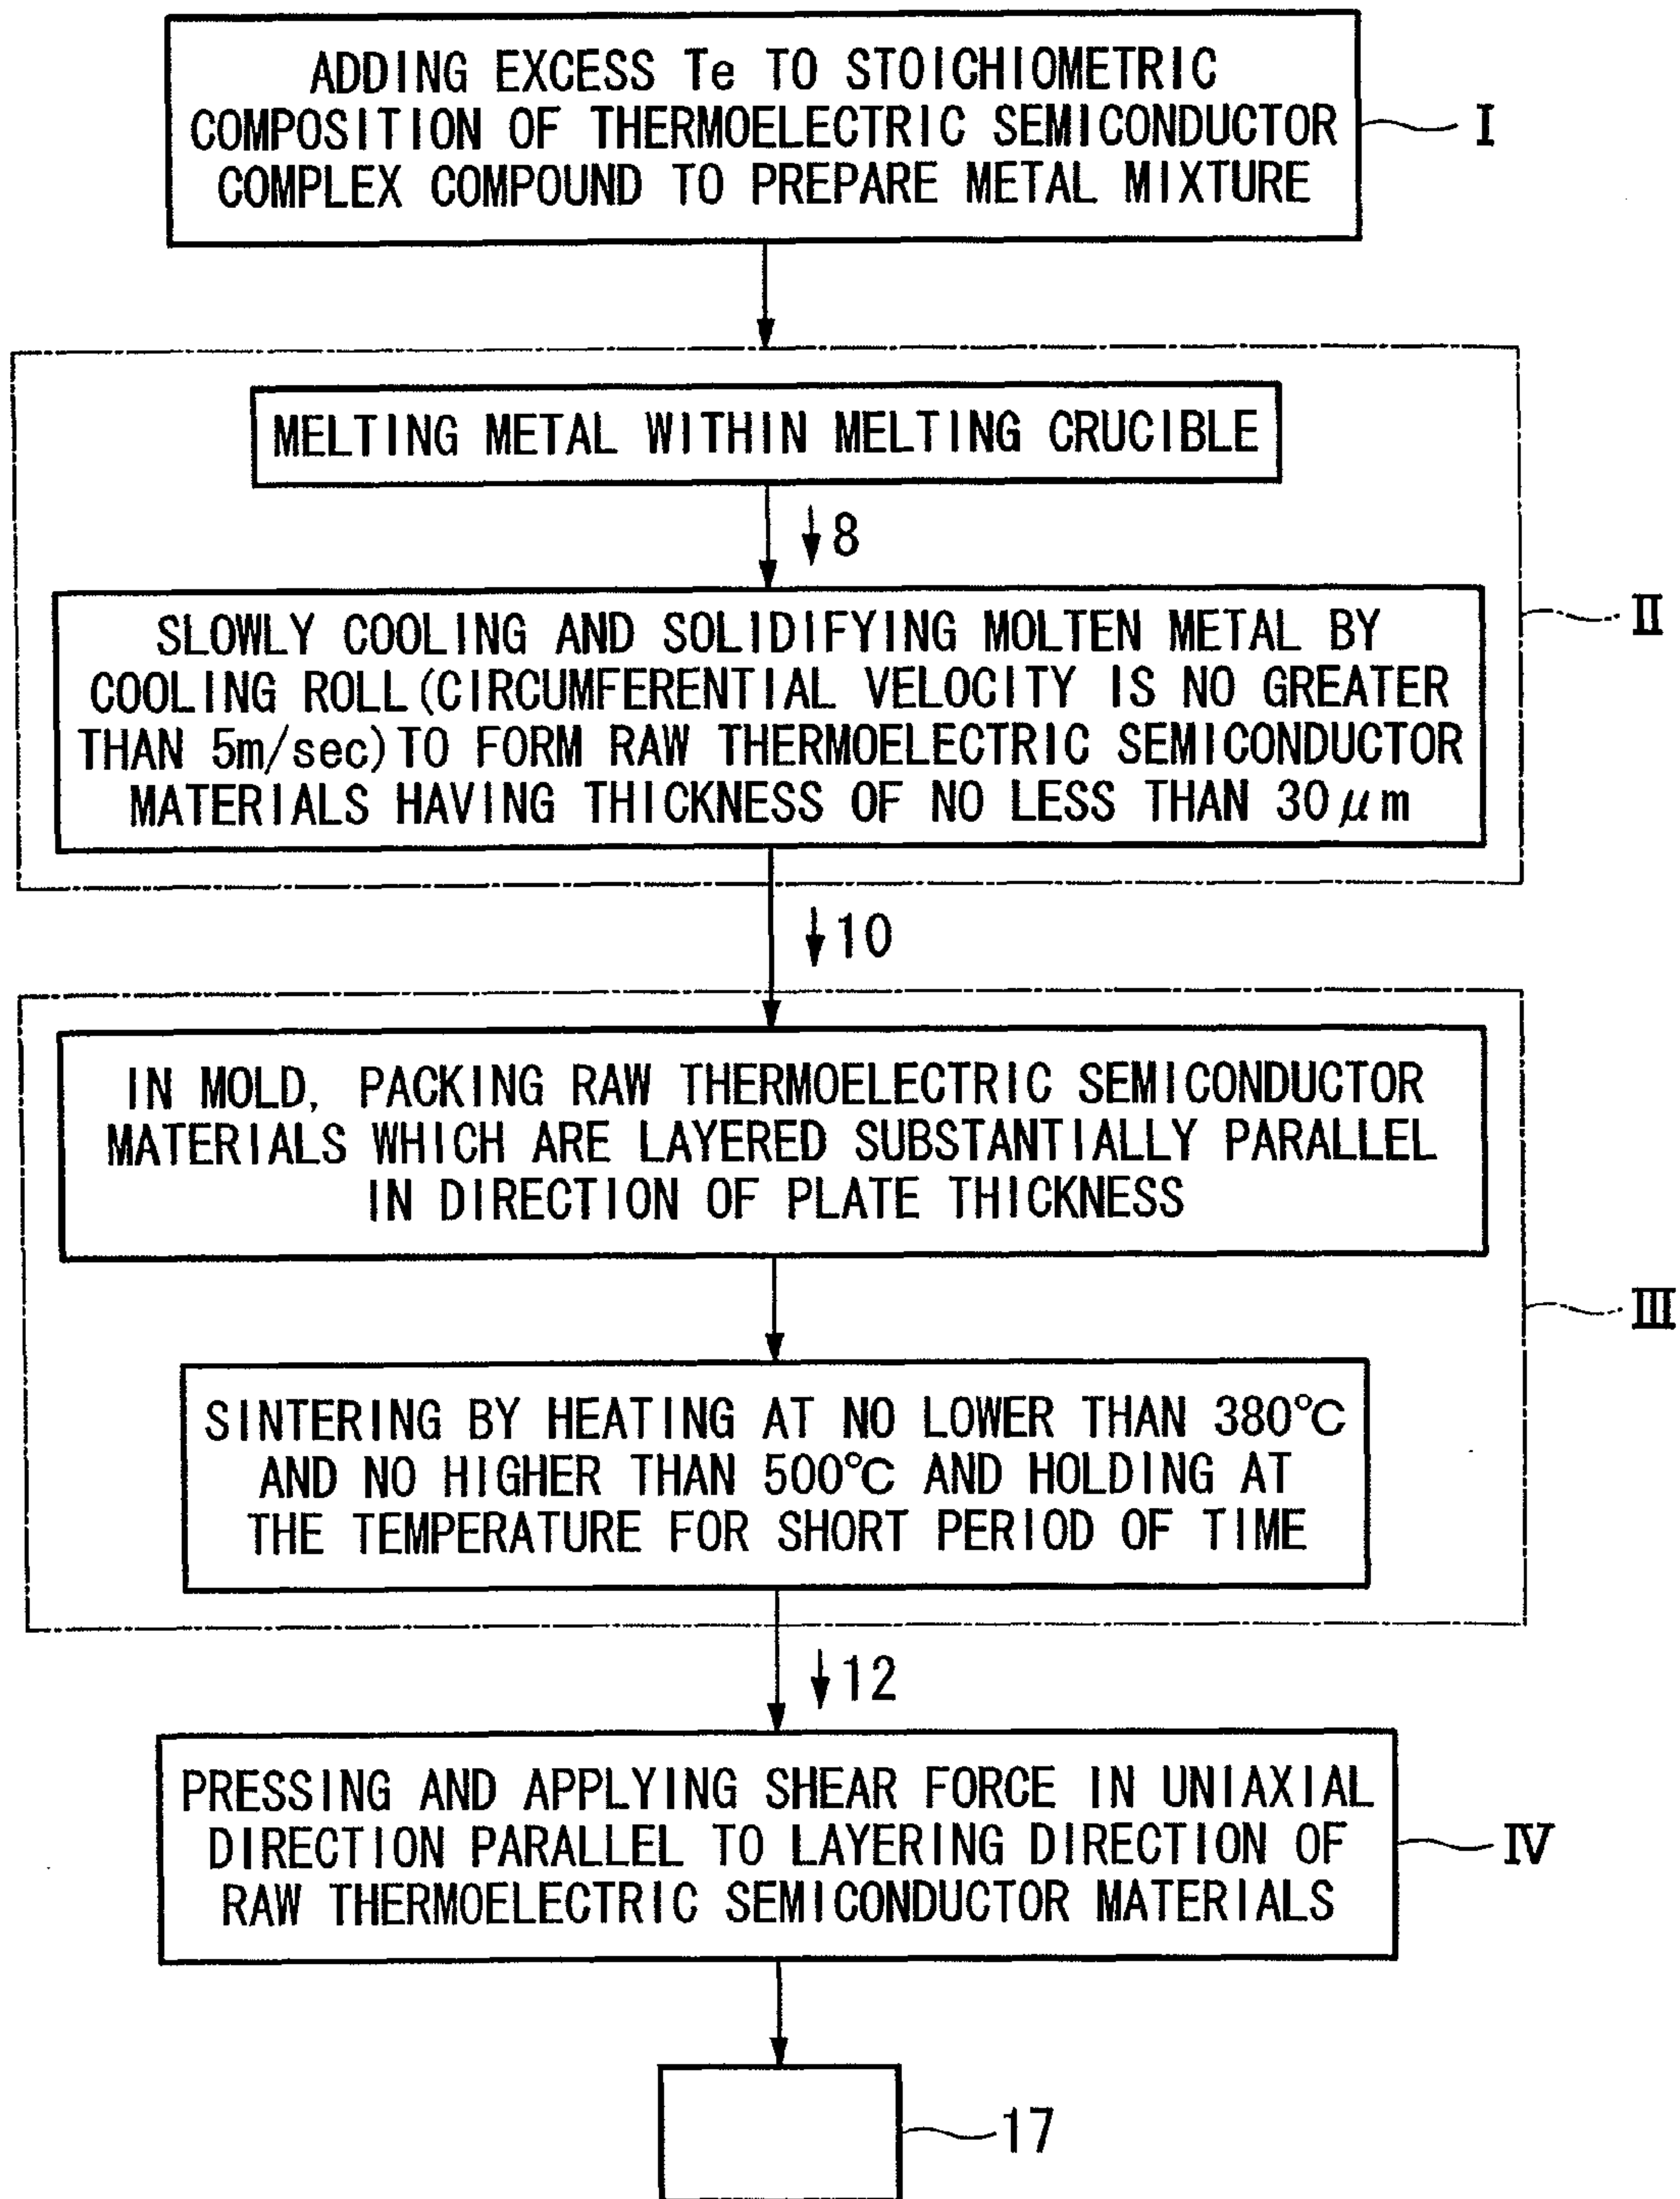 ADDING EXCESS Te TO STOICHIOMETRIC
COMPOSITION OF THERMOELECTRIC SEMICONDUCTOR
COMPLEX COMPOUND TO PREPARE METAL MIXTURE
I
MELTING METAL WITHIN MELTING CRUCIBLE
8
SLOWLY COOLING AND SOLIDIFYING MOLTEN METAL BY
COOLING ROLL(CIRCUMFERENTIAL VELOCITY IS NO GREATER
THAN 5m/sec)TO FORM RAW THERMOELECTRIC SEMICONDUCTOR
MATERIALS HAVING THICKNESS OF NO LESS THAN 30μm
II
10
IN MOLD, PACKING RAW THERMOELECTRIC SEMICONDUCTOR
MATERIALS WHICH ARE LAYERED SUBSTANTIALLY PARALLEL
IN DIRECTION OF PLATE THICKNESS
III
SINTERING BY HEATING AT NO LOWER THAN 380℃
AND NO HIGHER THAN 500℃ AND HOLDING AT
THE TEMPERATURE FOR SHORT PERIOD OF TIME
12
PRESSING AND APPLYING SHEAR FORCE IN UNIAXIAL
DIRECTION PARALLEL TO LAYERING DIRECTION OF
RAW THERMOELECTRIC SEMICONDUCTOR MATERIALS
IV
17